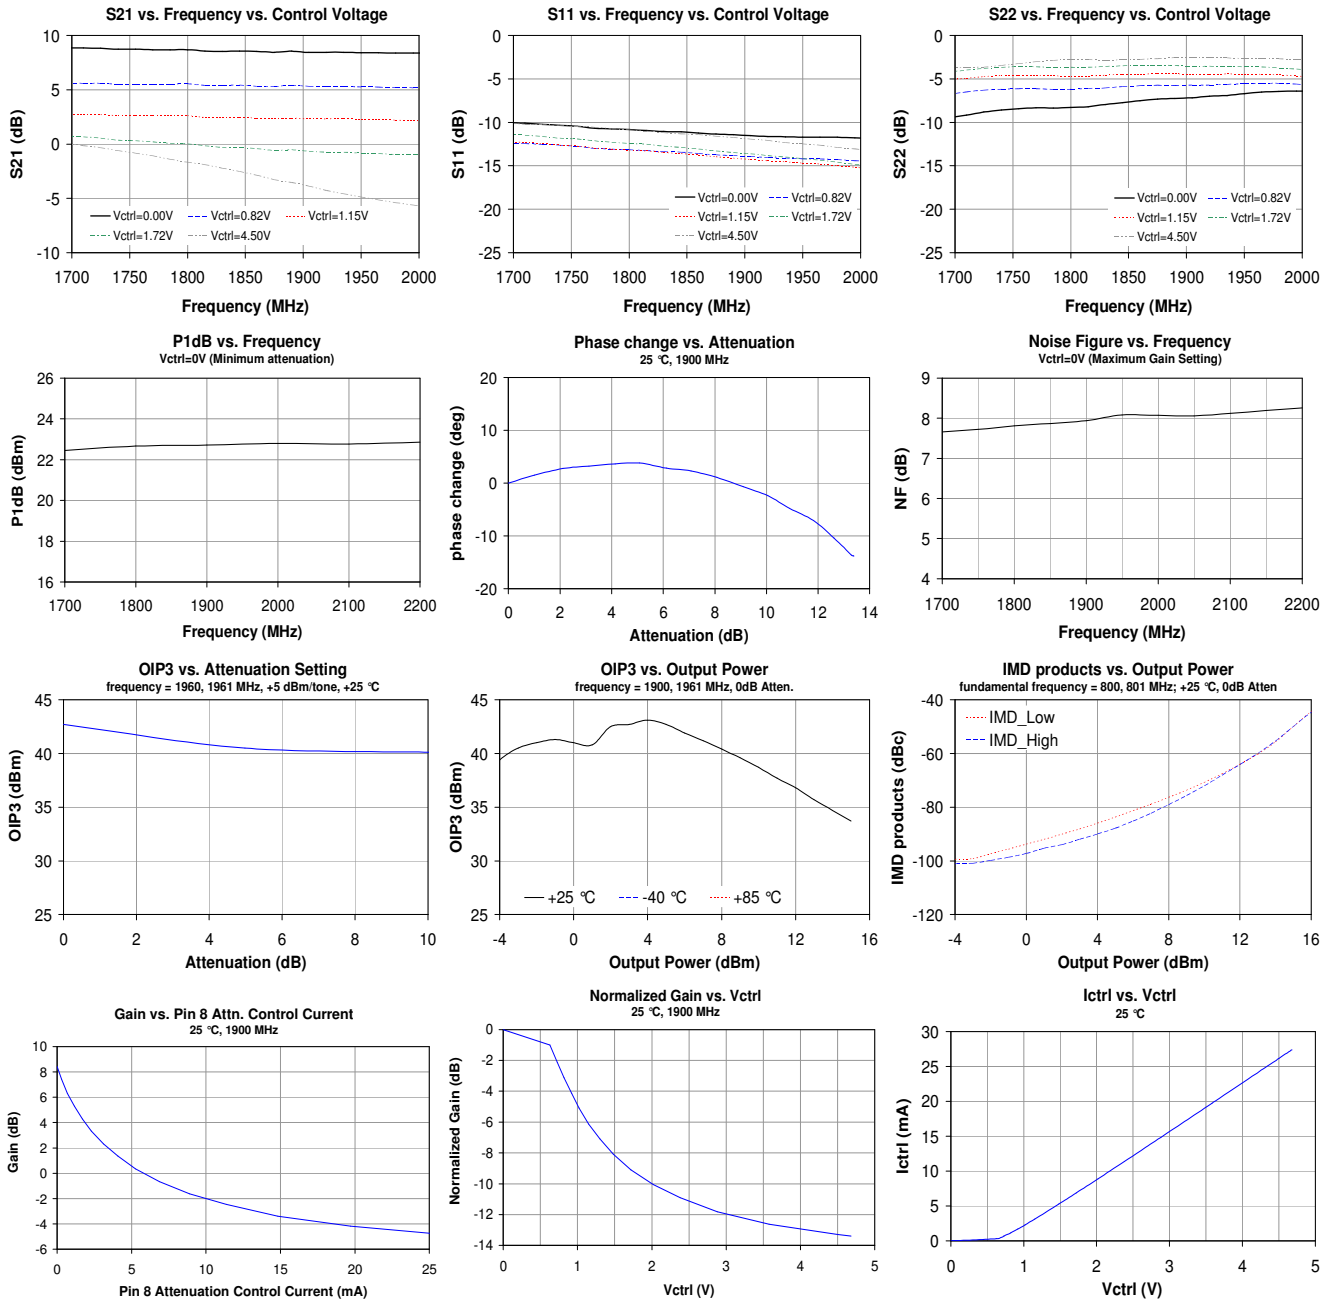 S21 vs. Frequency vs. Control Voltage
10
5
0
-5
-10
S21 (dB)
Vctrl=0.00V Vctrl=0.82V Vctrl=1.15V
Vctrl=1.72V Vctrl=4.50V
1700 1750 1800 1850 1900 1950 2000
Frequency (MHz)
S11 vs. Frequency vs. Control Voltage
0
-5
-10
-15
-20
-25
S11 (dB)
Vctrl=0.00V Vctrl=0.82V
Vctrl=1.15V Vctrl=1.72V
Vctrl=4.50V
1700 1750 1800 1850 1900 1950 2000
Frequency (MHz)
S22 vs. Frequency vs. Control Voltage
0
-5
-10
-15
-20
-25
S22 (dB)
Vctrl=0.00V Vctrl=0.82V
Vctrl=1.15V Vctrl=1.72V
Vctrl=4.50V
1700 1750 1800 1850 1900 1950 2000
Frequency (MHz)
P1dB vs. Frequency
Vctrl=0V (Minimum attenuation)
26
24
22
20
18
16
P1dB (dBm)
1700 1800 1900 2000 2100 2200
Frequency (MHz)
Phase change vs. Attenuation
25 °C, 1900 MHz
20
10
0
-10
-20
phase change (deg)
0 2 4 6 8 10 12 14
Attenuation (dB)
Noise Figure vs. Frequency
Vctrl=0V (Maximum Gain Setting)
9
8
7
6
5
4
NF (dB)
1700 1800 1900 2000 2100 2200
Frequency (MHz)
OIP3 vs. Attenuation Setting
frequency = 1960, 1961 MHz, +5 dBm/tone, +25 °C
45
40
35
30
25
OIP3 (dBm)
0 2 4 6 8 10
Attenuation (dB)
OIP3 vs. Output Power
frequency = 1900, 1961 MHz, 0dB Atten.
45
40
35
30
25
OIP3 (dBm)
+25 °C -40 °C +85 °C
-4 0 4 8 12 16
Output Power (dBm)
IMD products vs. Output Power
fundamental frequency = 800, 801 MHz; +25 °C, 0dB Atten
-40
-60
-80
-100
-120
IMD products (dBc)
IMD_Low
IMD_High
-4 0 4 8 12 16
Output Power (dBm)
Gain vs. Pin 8 Attn. Control Current
25 °C, 1900 MHz
10
8
6
4
2
0
-2
-4
-6
Gain (dB)
0 5 10 15 20 25
Pin 8 Attenuation Control Current (mA)
Normalized Gain vs. Vctrl
25 °C, 1900 MHz
0
-2
-4
-6
-8
-10
-12
-14
Normalized Gain (dB)
0 1 2 3 4 5
Vctrl (V)
Ictrl vs. Vctrl
25 °C
30
25
20
15
10
5
0
Ictrl (mA)
0 1 2 3 4 5
Vctrl (V)